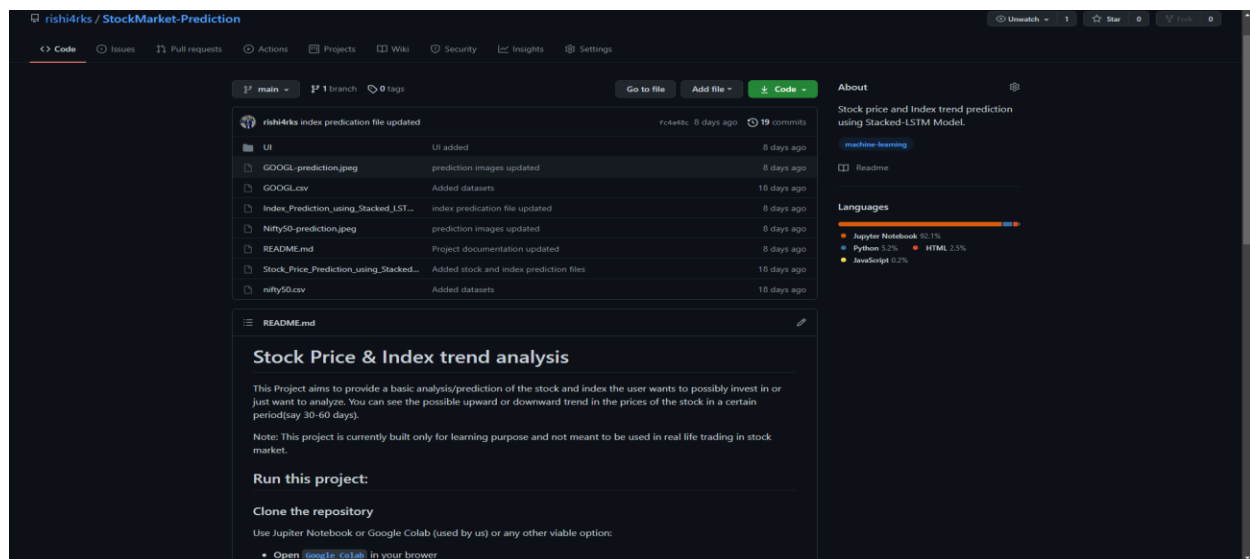 rishi4rks / StockMarket-Prediction
Unwatch 1 Star 0 Fork 0
<> Code Issues Pull requests Actions Projects Wiki Security Insights Settings
main 1 branch 0 tags Go to file Add file Code
rishi4rks index predication file updated fc4a48c 8 days ago 19 commits
UI UI added 8 days ago
GOOGL-prediction.jpeg prediction images updated 8 days ago
GOOGL.csv Added datasets 18 days ago
Index_Prediction_using_Stacked_LST... index predication file updated 8 days ago
Nifty50-prediction.jpeg prediction images updated 8 days ago
README.md Project documentation updated 8 days ago
Stock_Price_Prediction_using_Stacked... Added stock and index prediction files 18 days ago
nifty50.csv Added datasets 18 days ago
About
Stock price and Index trend prediction
using Stacked-LSTM Model.
machine-learning
Readme
Languages
Jupyter Notebook 92.1%
Python 5.2% HTML 2.5%
JavaScript 0.2%
README.md
Stock Price & Index trend analysis
This Project aims to provide a basic analysis/prediction of the stock and index the user wants to possibly invest in or
just want to analyze. You can see the possible upward or downward trend in the prices of the stock in a certain
period(say 30-60 days).
Note: This project is currently built only for learning purpose and not meant to be used in real life trading in stock
market.
Run this project:
Clone the repository
Use Jupiter Notebook or Google Colab (used by us) or any other viable option:
• Open Google Colab in your brower